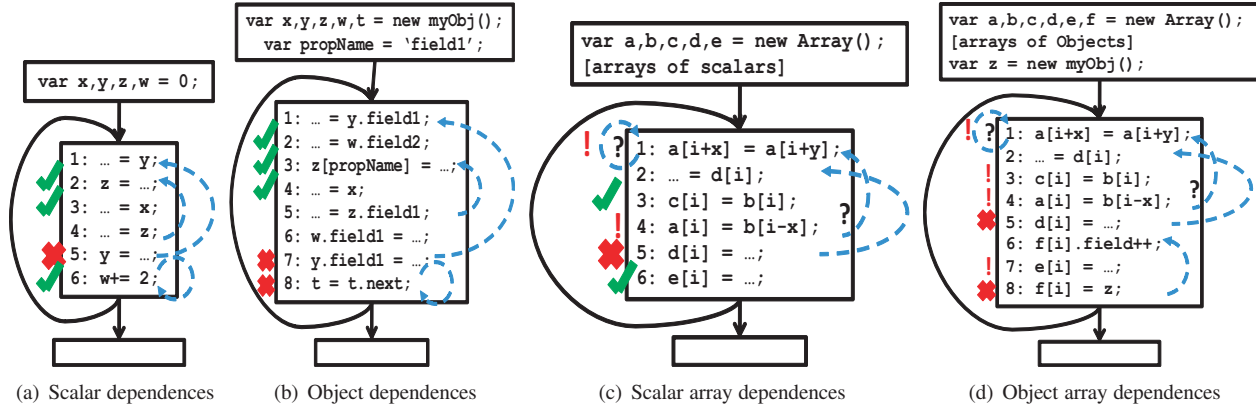 var x,y,z,w = 0;
1: … = y;
2: z = …;
3: … = x;
4: … = z;
5: y = …;
6: w+= 2;
(a) Scalar dependences
var x,y,z,w,t = new myObj();
var propName = ‘field1’;
1: … = y.field1;
2: … = w.field2;
3: z[propName] = …;
4: … = x;
5: … = z.field1;
6: w.field1 = …;
7: y.field1 = …;
8: t = t.next;
(b) Object dependences
var a,b,c,d,e = new Array();
[arrays of scalars]
! ?
1: a[i+x] = a[i+y];
2: … = d[i];
3: c[i] = b[i];
! 4: a[i] = b[i-x]; ?
5: d[i] = …;
6: e[i] = …;
(c) Scalar array dependences
var a,b,c,d,e,f = new Array();
[arrays of Objects]
var z = new myObj();
! ?
1: a[i+x] = a[i+y];
2: … = d[i];
! 3: c[i] = b[i];
! 4: a[i] = b[i-x]; ?
5: d[i] = …;
6: f[i].field++;
! 7: e[i] = …;
8: f[i] = z;
(d) Object array dependences